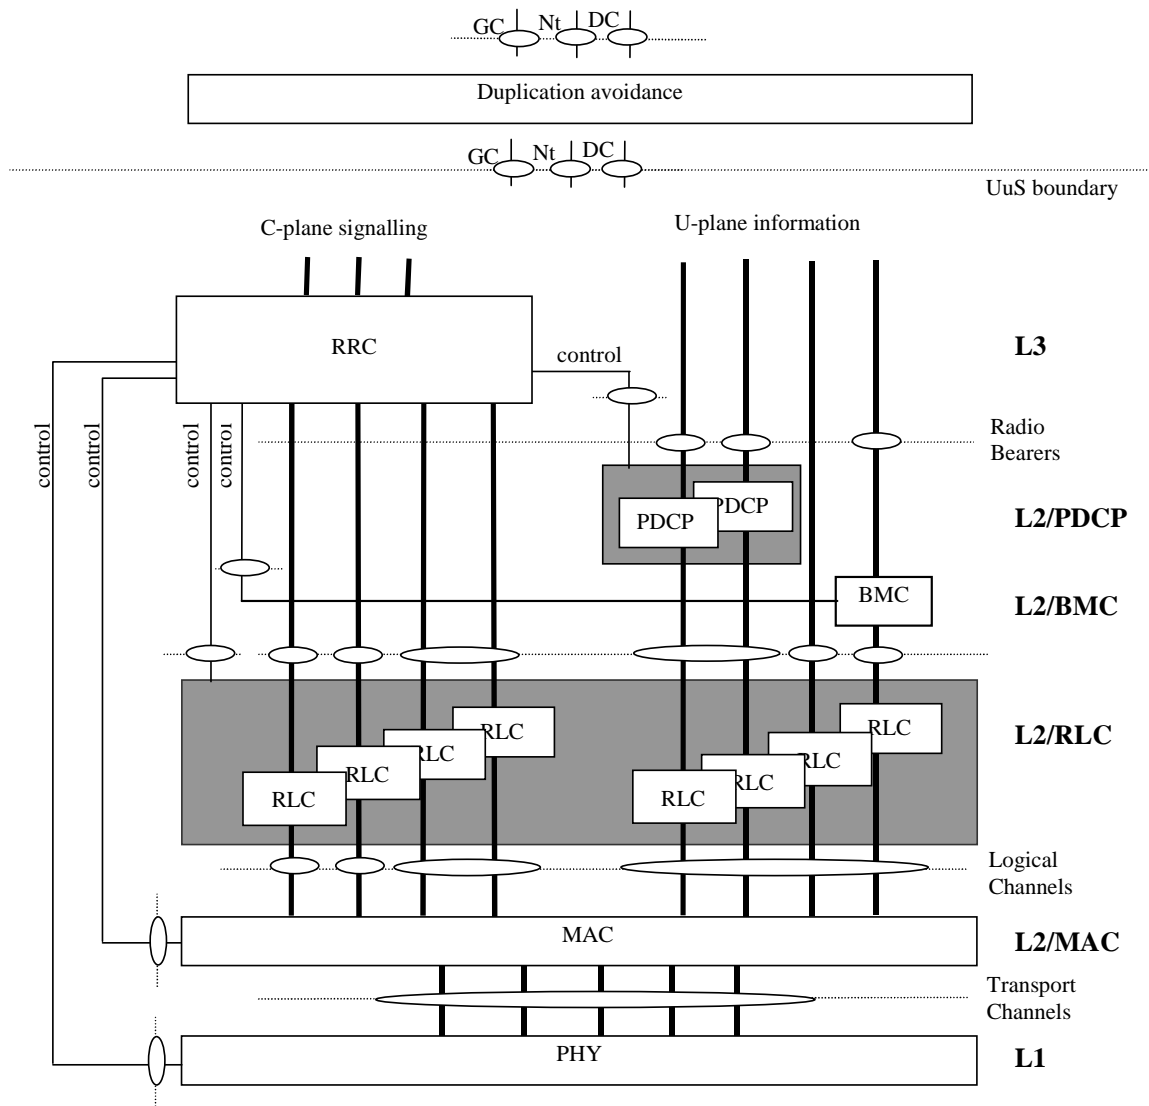 GC Nt DC
Duplication avoidance
GC Nt DC
UuS boundary
C-plane signalling
U-plane information
RRC
control
L3
control
control
control
control
Radio
Bearers
PDCP
PDCP
L2/PDCP
BMC
L2/BMC
RLC
RLC
RLC
RLC
RLC
RLC
RLC
RLC
L2/RLC
Logical
Channels
MAC
L2/MAC
Transport
Channels
PHY
L1